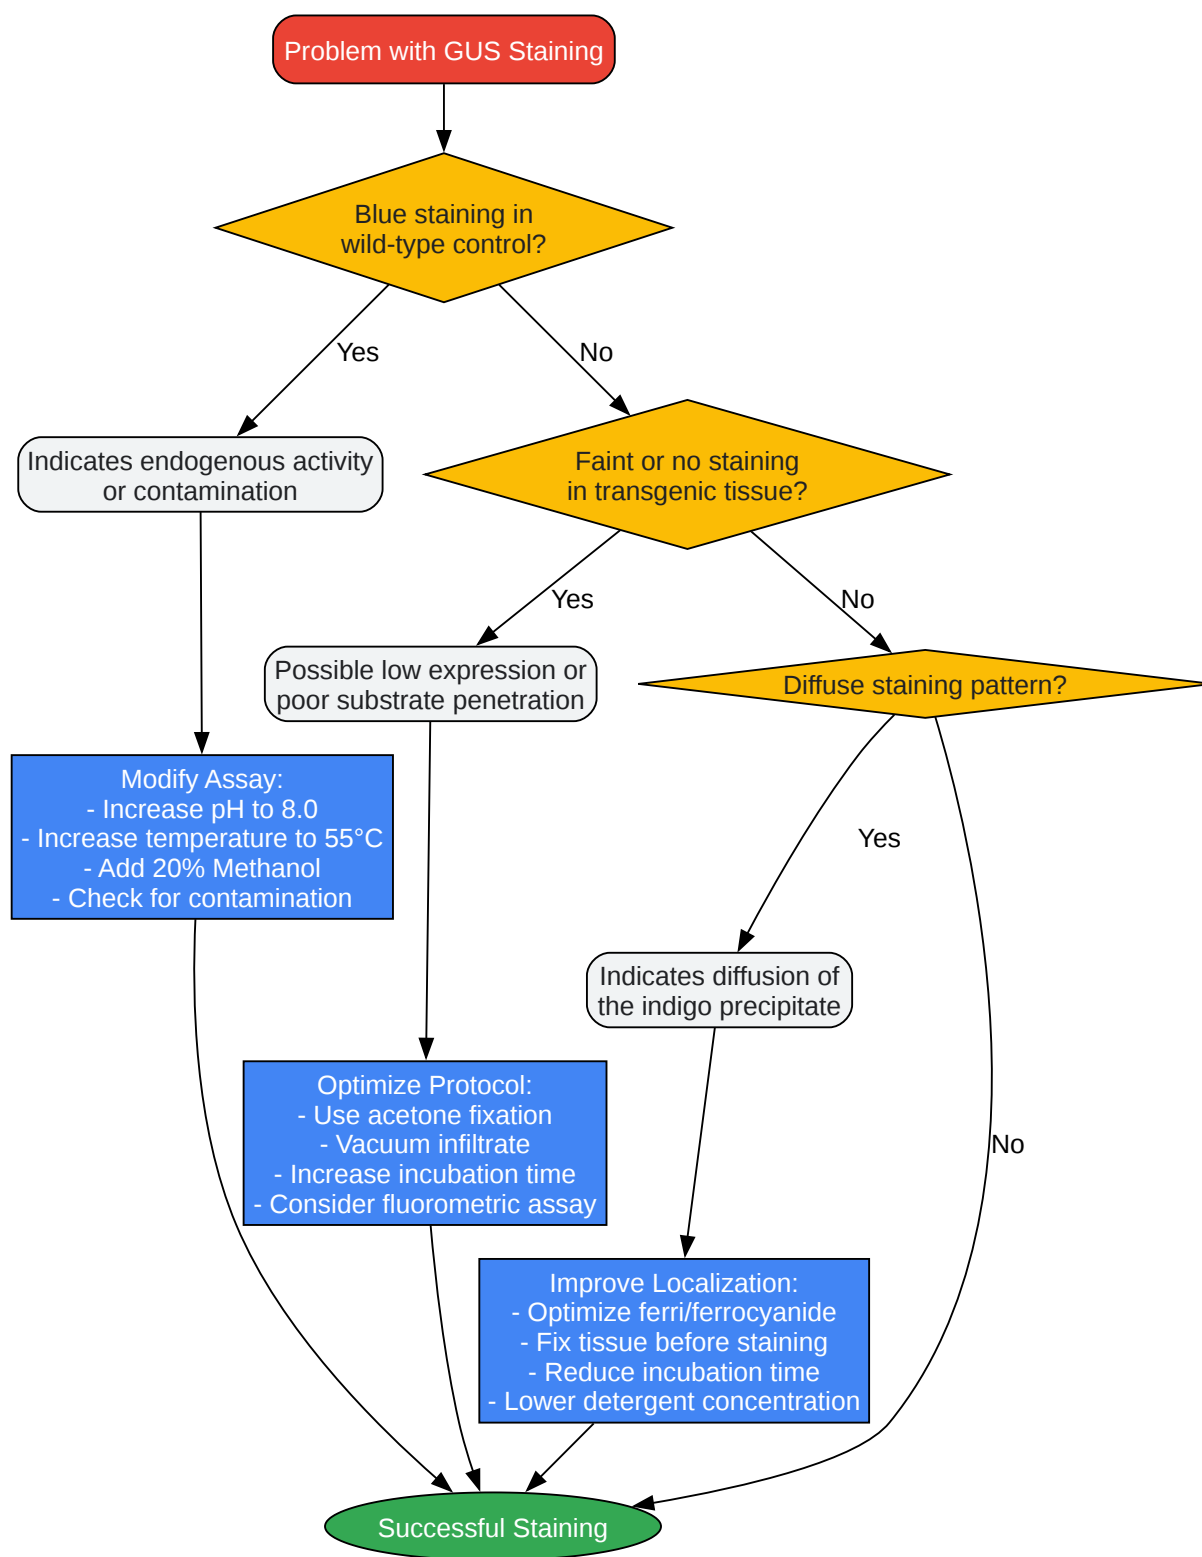 Problem with GUS Staining
Blue staining in
wild-type control?
Yes
No
Indicates endogenous activity
or contamination
Faint or no staining
in transgenic tissue?
Yes
No
Possible low expression or
poor substrate penetration
Diffuse staining pattern?
Modify Assay:
- Increase pH to 8.0
- Increase temperature to 55°C
- Add 20% Methanol
- Check for contamination
Yes
No
Indicates diffusion of
the indigo precipitate
Optimize Protocol:
- Use acetone fixation
- Vacuum infiltrate
- Increase incubation time
- Consider fluorometric assay
Improve Localization:
- Optimize ferri/ferrocyanide
- Fix tissue before staining
- Reduce incubation time
- Lower detergent concentration
Successful Staining